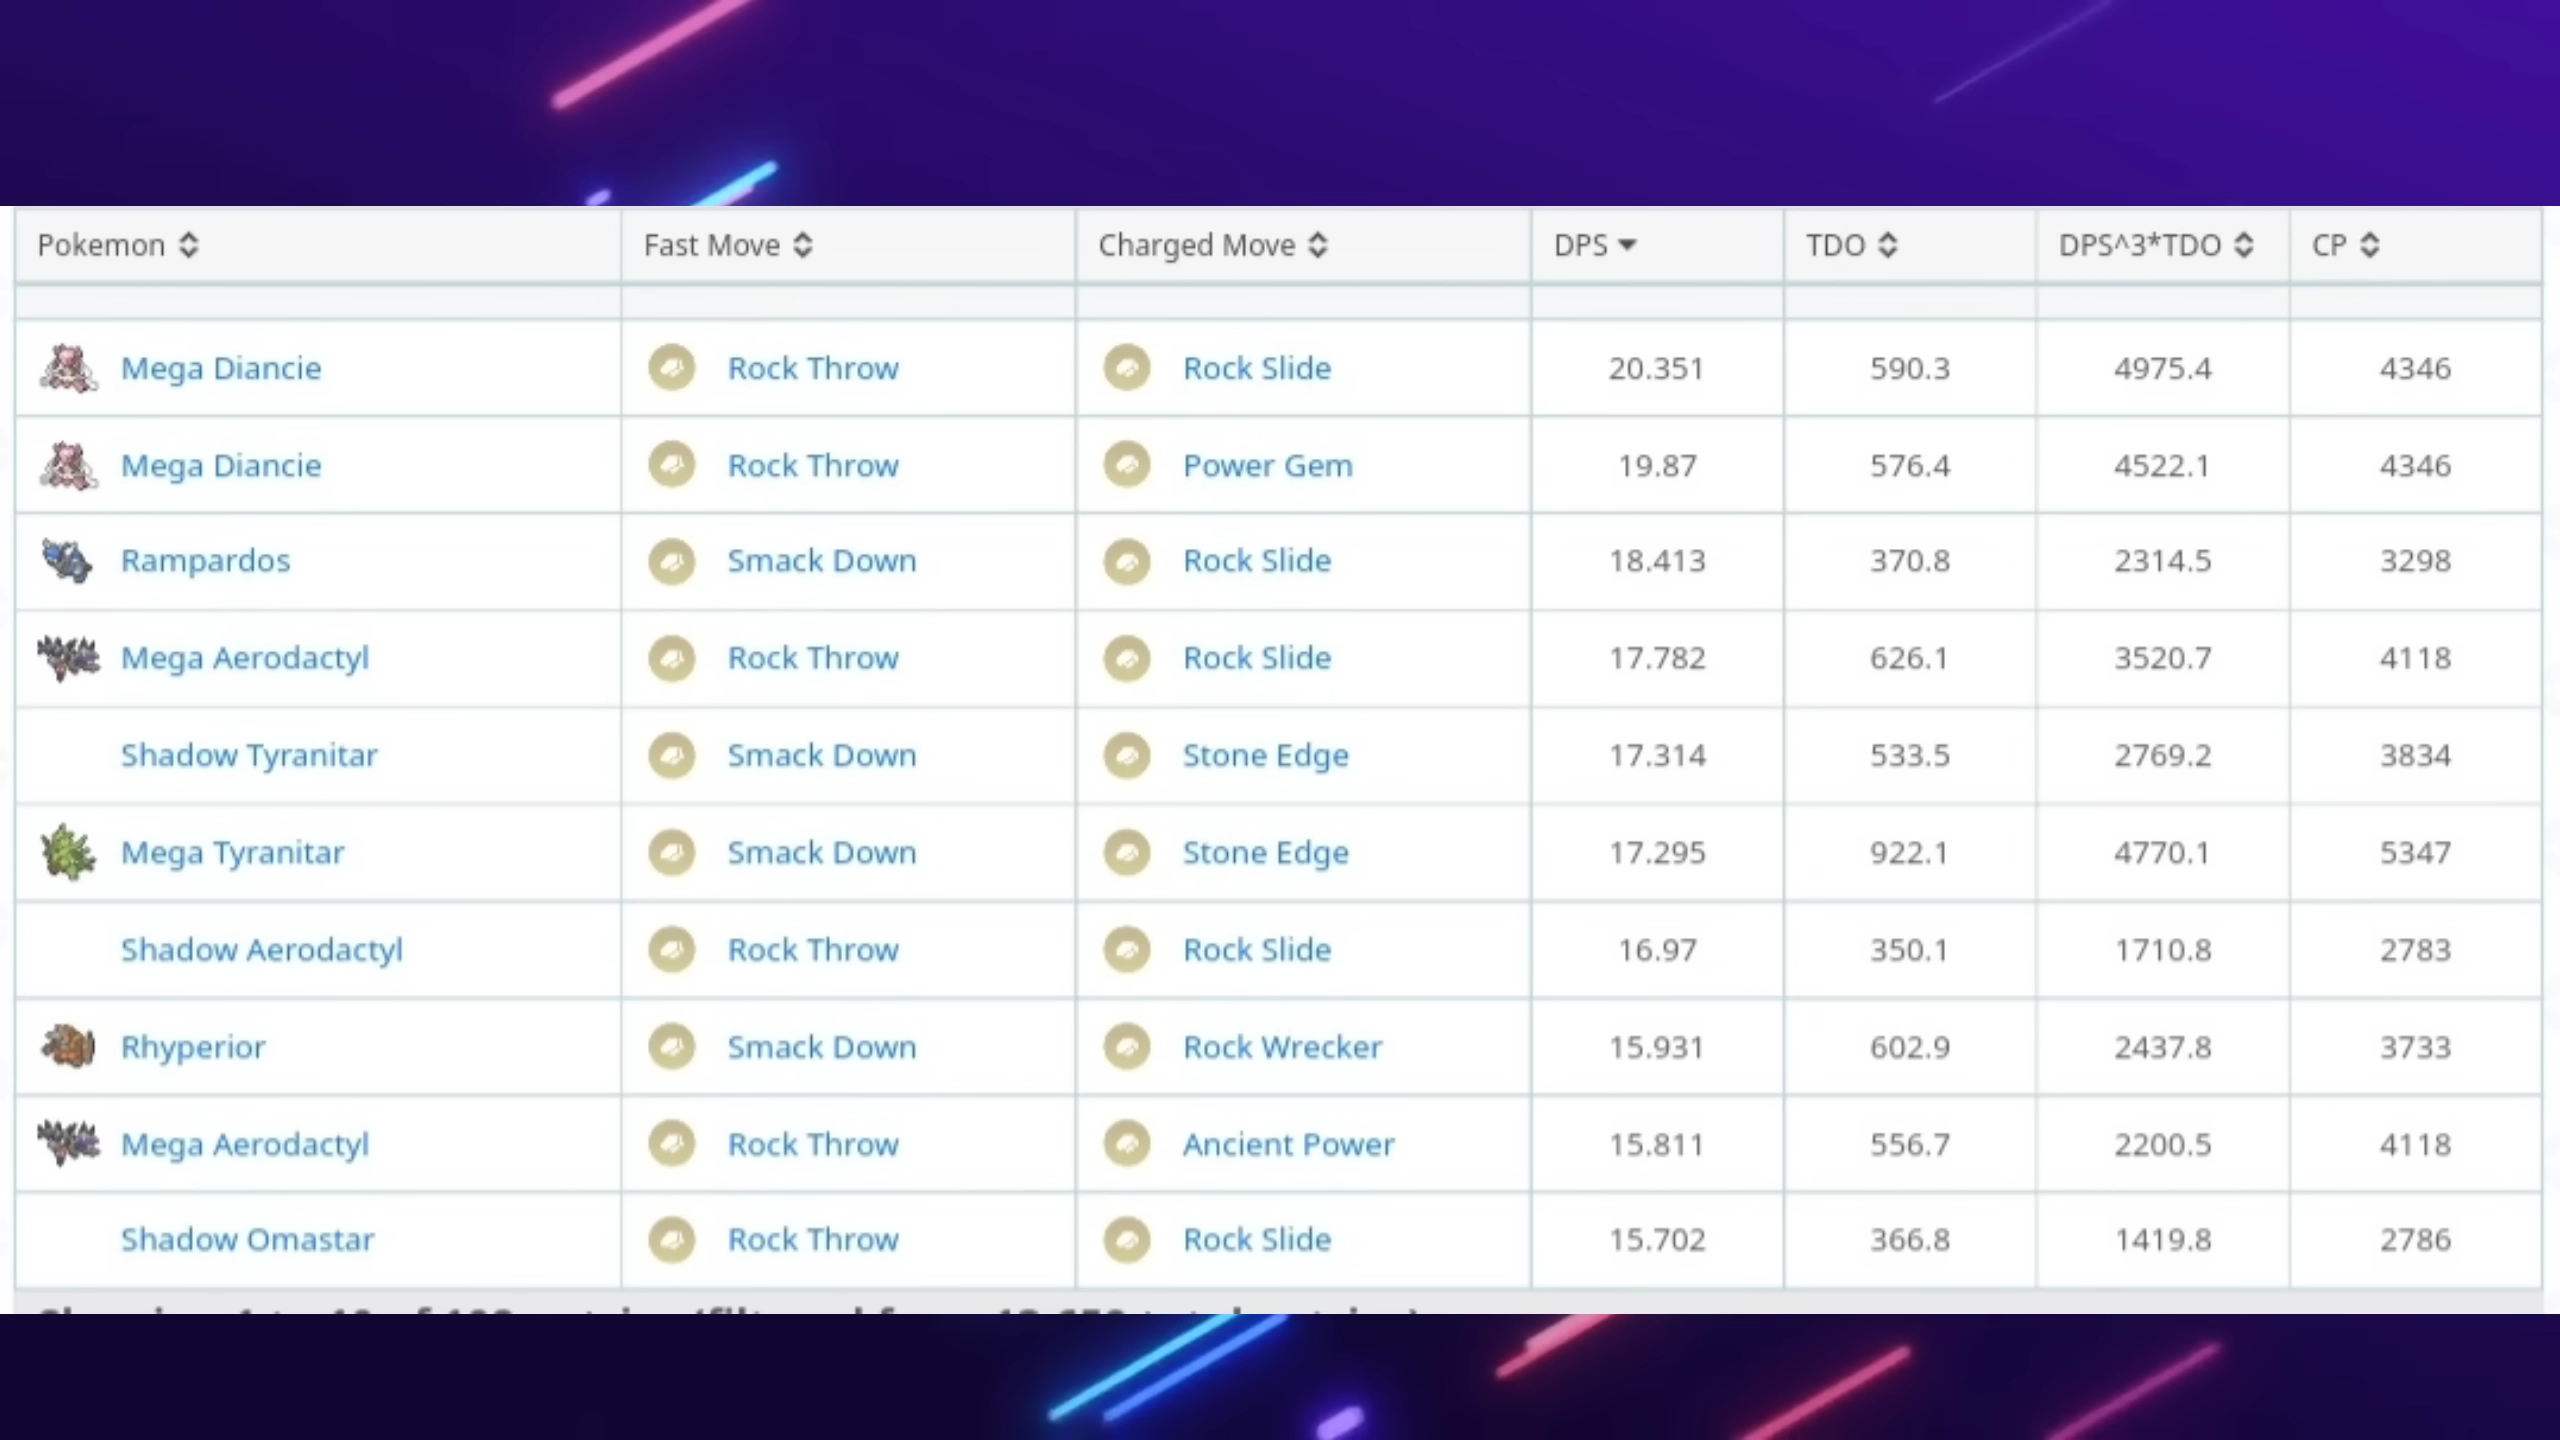 Pokemon Fast Move Charged Move DPS TDO DPS^3*TDO CP
Mega Diancie Rock Throw Rock Slide 20.351 590.3 4975.4 4346
Mega Diancie Rock Throw Power Gem 19.87 576.4 4522.1 4346
Rampardos Smack Down Rock Slide 18.413 370.8 2314.5 3298
Mega Aerodactyl Rock Throw Rock Slide 17.782 626.1 3520.7 4118
Shadow Tyranitar Smack Down Stone Edge 17.314 533.5 2769.2 3834
Mega Tyranitar Smack Down Stone Edge 17.295 922.1 4770.1 5347
Shadow Aerodactyl Rock Throw Rock Slide 16.97 350.1 1710.8 2783
Rhyperior Smack Down Rock Wrecker 15.931 602.9 2437.8 3733
Mega Aerodactyl Rock Throw Ancient Power 15.811 556.7 2200.5 4118
Shadow Omastar Rock Throw Rock Slide 15.702 366.8 1419.8 2786